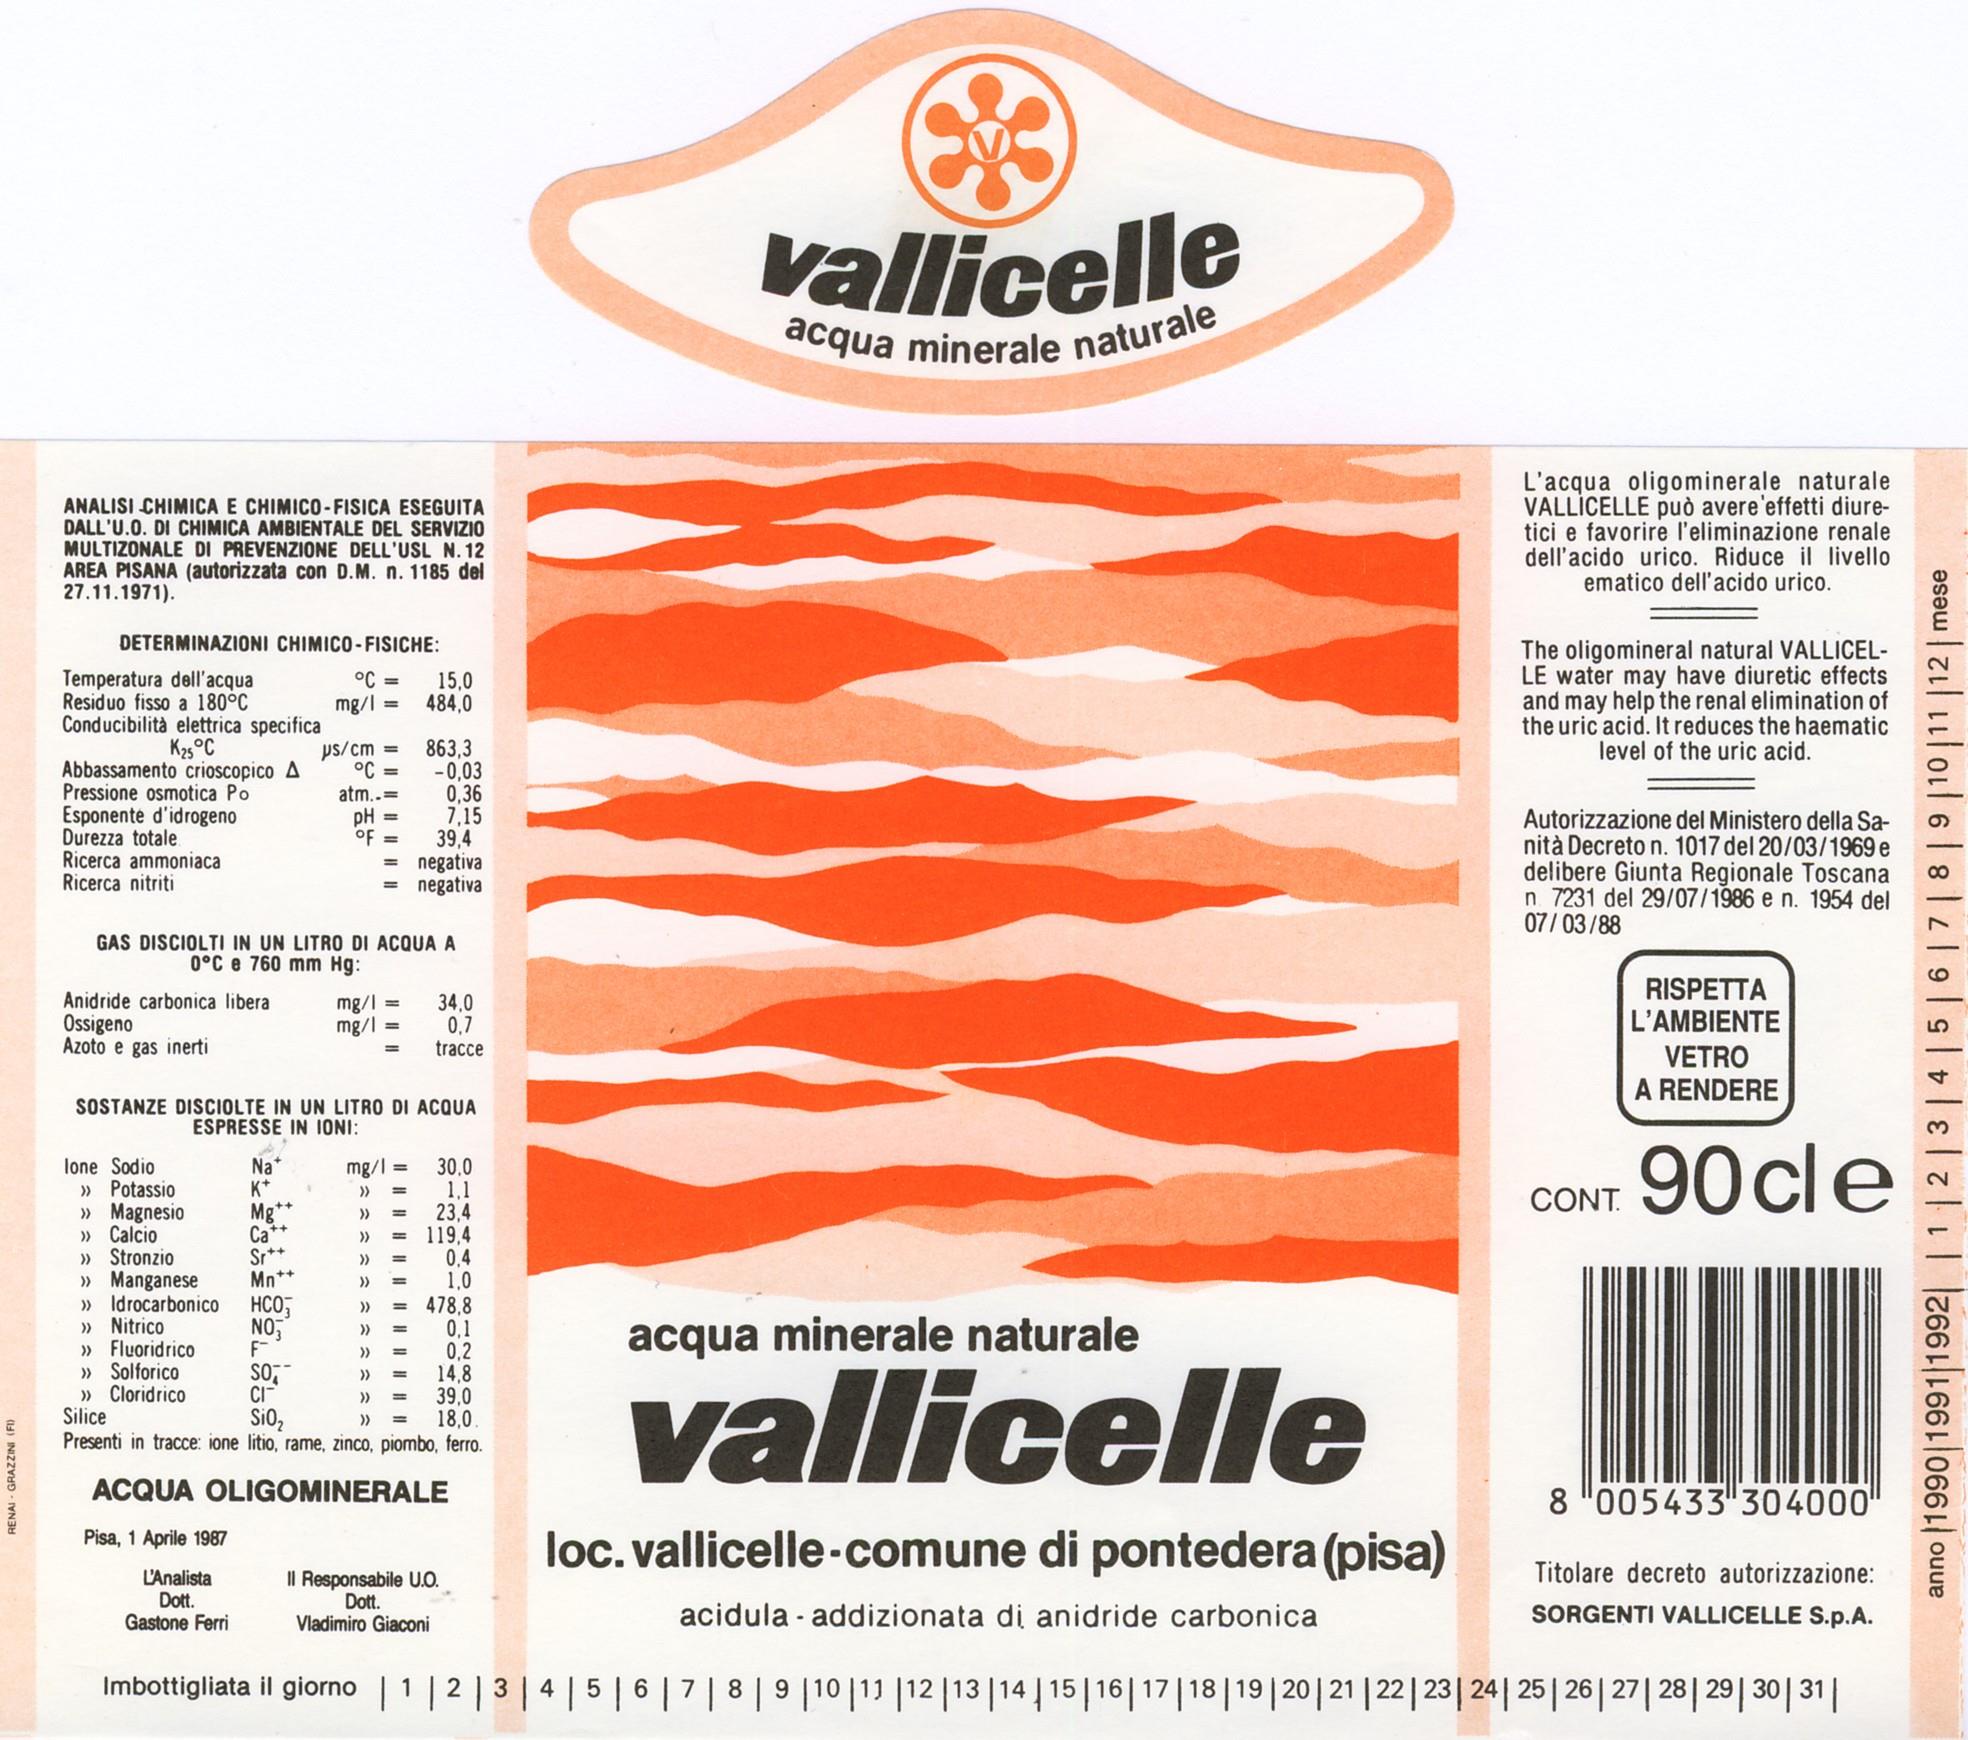 V
vallicelle
acqua minerale naturale
ANALISI CHIMICA E CHIMICO-FISICA ESEGUITA
DALL'U.O. DI CHIMICA AMBIENTALE DEL SERVIZIO
MULTIZONALE DI PREVENZIONE DELL'USL N.12
AREA PISANA (autorizzata con D.M. n. 1185 del
27.11.1971).
DETERMINAZIONI CHIMICO-FISICHE:
Temperatura dell'acqua °C = 15,0
Residuo fisso a 180°C mg/l = 484,0
Conducibilità elettrica specifica
K₂₅°C µs/cm = 863,3
Abbassamento crioscopico Δ °C = -0,03
Pressione osmotica Po atm. = 0,36
Esponente d'idrogeno pH = 7,15
Durezza totale °F = 39,4
Ricerca ammoniaca = negativa
Ricerca nitriti = negativa
GAS DISCIOLTI IN UN LITRO DI ACQUA A
0°C e 760 mm Hg:
Anidride carbonica libera mg/l = 34,0
Ossigeno mg/l = 0,7
Azoto e gas inerti = tracce
SOSTANZE DISCIOLTE IN UN LITRO DI ACQUA
ESPRESSE IN IONI:
Ione Sodio Na⁺ mg/l = 30,0
» Potassio K⁺ » = 1,1
» Magnesio Mg⁺⁺ » = 23,4
» Calcio Ca⁺⁺ » = 119,4
» Stronzio Sr⁺⁺ » = 0,4
» Manganese Mn⁺⁺ » = 1,0
» Idrocarbonico HCO₃⁻ » = 478,8
» Nitrico NO₃⁻ » = 0,1
» Fluoridrico F⁻ » = 0,2
» Solforico SO₄⁻⁻ » = 14,8
» Cloridrico Cl⁻ » = 39,0
Silice SiO₂ » = 18,0
Presenti in tracce: ione litio, rame, zinco, piombo, ferro.
ACQUA OLIGOMINERALE
Pisa, 1 Aprile 1987
L'Analista
Dott.
Gastone Ferri
Il Responsabile U.O.
Dott.
Vladimiro Giaconi
RENAI - GRAZZINI (FI)
acqua minerale naturale
vallicelle
loc. vallicelle-comune di pontedera (pisa)
acidula - addizionata di anidride carbonica
L'acqua oligominerale naturale
VALLICELLE può avere effetti diure-
tici e favorire l'eliminazione renale
dell'acido urico. Riduce il livello
ematico dell'acido urico.
The oligomineral natural VALLICEL-
LE water may have diuretic effects
and may help the renal elimination of
the uric acid. It reduces the haematic
level of the uric acid.
Autorizzazione del Ministero della Sa-
nità Decreto n. 1017 del 20/03/1969 e
delibere Giunta Regionale Toscana
n 7231 del 29/07/1986 e n. 1954 del
07/03/88
RISPETTA
L'AMBIENTE
VETRO
A RENDERE
CONT. 90 cl e
8 005433 304000
Titolare decreto autorizzazione:
SORGENTI VALLICELLE S.p.A.
anno |1990|1991|1992| |1|2|3|4|5|6|7|8|9|10|11|12| mese
Imbottigliata il giorno |1|2|3|4|5|6|7|8|9|10|11|12|13|14|15|16|17|18|19|20|21|22|23|24|25|26|27|28|29|30|31|